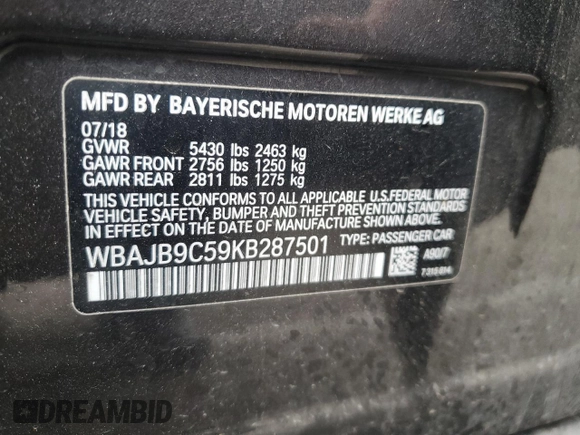 MFD BY BAYERISCHE MOTOREN WERKE AG
07/18
GVWR 5430 lbs 2463 kg
GAWR FRONT 2756 lbs 1250 kg
GAWR REAR 2811 lbs 1275 kg
THIS VEHICLE CONFORMS TO ALL APPLICABLE U.S.FEDERAL MOTOR
VEHICLE SAFETY, BUMPER AND THEFT PREVENTION STANDARDS
IN EFFECT ON THE DATE OF MANUFACTURE SHOWN ABOVE.
WBAJB9C59KB287501 TYPE: PASSENGER CAR
A90/7
DREAMBID